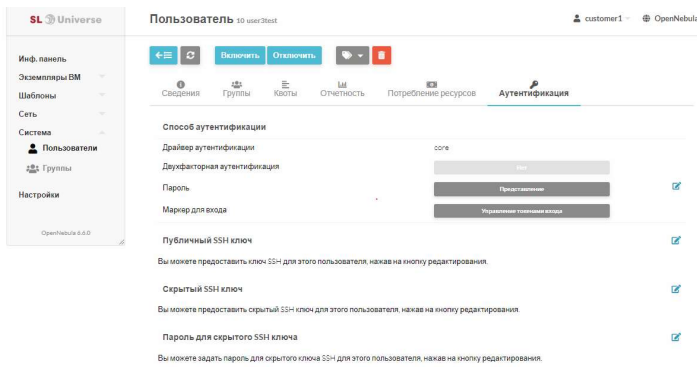 SL Universe
Пользователь 10 user3test
customer1
OpenNebula
Инф. панель
Экземпляры ВМ
Шаблоны
Сеть
Система
Пользователи
Группы
Настройки
OpenNebula 6.6.0
Включить Отключить
Сведения Группы Квоты Отчетность Потребление ресурсов Аутентификация
Способ аутентификации
Драйвер аутентификации core
Двухфакторная аутентификация Нет
Пароль Представление
Маркер для входа Управление токенами входа
Публичный SSH ключ
Вы можете предоставить ключ SSH для этого пользователя, нажав на кнопку редактирования.
Скрытый SSH ключ
Вы можете предоставить скрытый SSH ключ для этого пользователя, нажав на кнопку редактирования.
Пароль для скрытого SSH ключа
Вы можете задать пароль для скрытого ключа SSH для этого пользователя, нажав на кнопку редактирования.